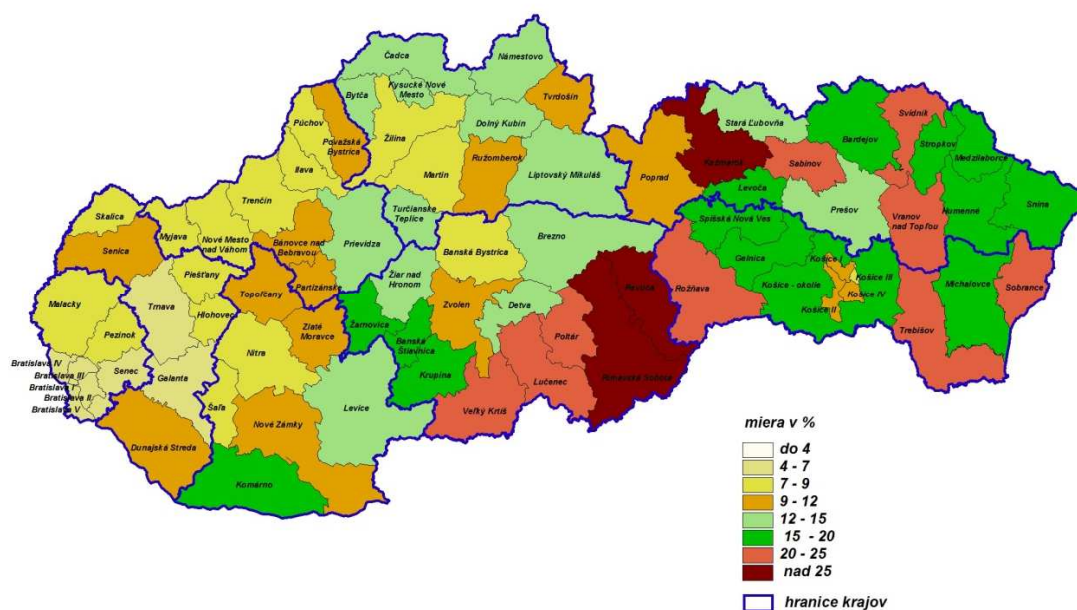 Čadca
Námestovo
Bytča
Kysucké Nové
Mesto
Tvrdošín
Púchov
Považská
Bystrica
Žilina
Dolný Kubín
Stará Ľubovňa
Svidník
Bardejov
Stropkov
Medzilaborce
Ilava
Martin
Ružomberok
Liptovský Mikuláš
Poprad
Kežmarok
Sabinov
Levoča
Prešov
Humenné
Snina
Vranov
nad Topľou
Trenčín
Turčianske
Teplice
Skalica
Senica
Myjava
Nové Mesto
nad Váhom
Bánovce nad
Bebravou
Prievidza
Banská Bystrica
Brezno
Spišská Nová Ves
Gelnica
Košice I
Košice III
Košice - okolie
Košice IV
Košice II
Michalovce
Sobrance
Piešťany
Topoľčany
Partizánske
Žiar nad
Hronom
Zvolen
Detva
Revúca
Rožňava
Trebišov
Malacky
Trnava
Hlohovec
Zlaté
Moravce
Žarnovica
Banská
Štiavnica
Poltár
Pezinok
Nitra
Krupina
Lučenec
Rimavská Sobota
Bratislava IV
Bratislava III
Bratislava I
Bratislava II
Bratislava V
Senec
Galanta
Šaľa
Levice
Veľký Krtíš
Dunajská Streda
Nové Zámky
Komárno
miera v %
do 4
4 - 7
7 - 9
9 - 12
12 - 15
15 - 20
20 - 25
nad 25
hranice krajov